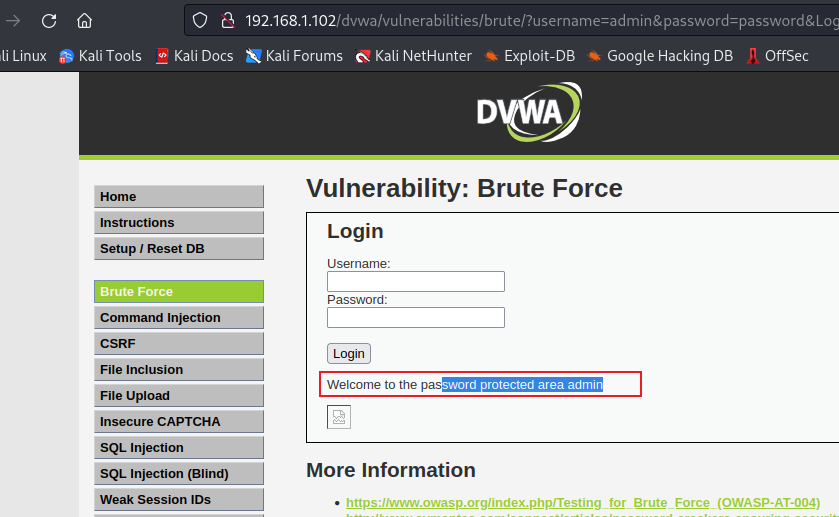 192.168.1.102/dvwa/vulnerabilities/brute/?username=admin&password=password&Log
li Linux Kali Tools Kali Docs Kali Forums Kali NetHunter Exploit-DB Google Hacking DB OffSec
DVWA
Home
Instructions
Setup / Reset DB
Brute Force
Command Injection
CSRF
File Inclusion
File Upload
Insecure CAPTCHA
SQL Injection
SQL Injection (Blind)
Weak Session IDs
Vulnerability: Brute Force
Login
Username:
Password:
Login
Welcome to the password protected area admin
More Information
https://www.owasp.org/index.php/Testing_for_Brute_Force_(OWASP-AT-004)